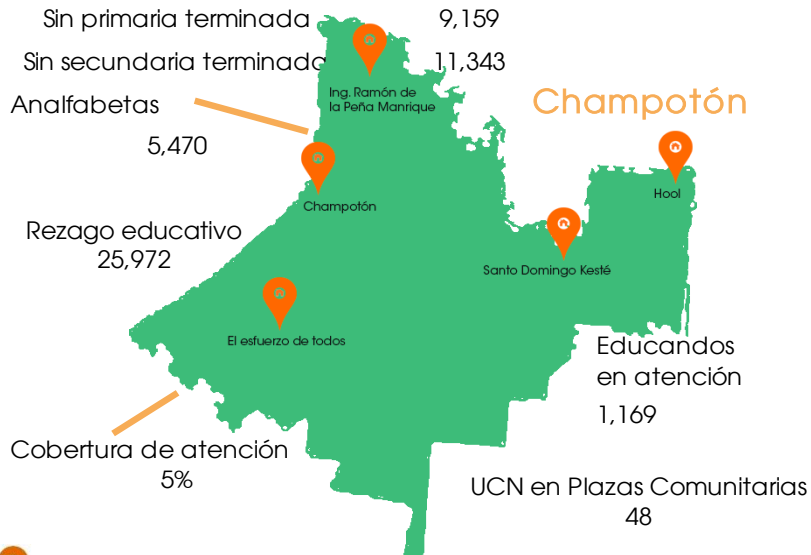 Sin primaria terminada 9,159
Sin secundaria terminada 11,343
Analfabetas
5,470
Ing. Ramón de
la Peña Manrique
Champotón
Hool
Champotón
Rezago educativo
25,972
Santo Domingo Kesté
El esfuerzo de todos
Educandos
en atención
1,169
Cobertura de atención
5%
UCN en Plazas Comunitarias
48